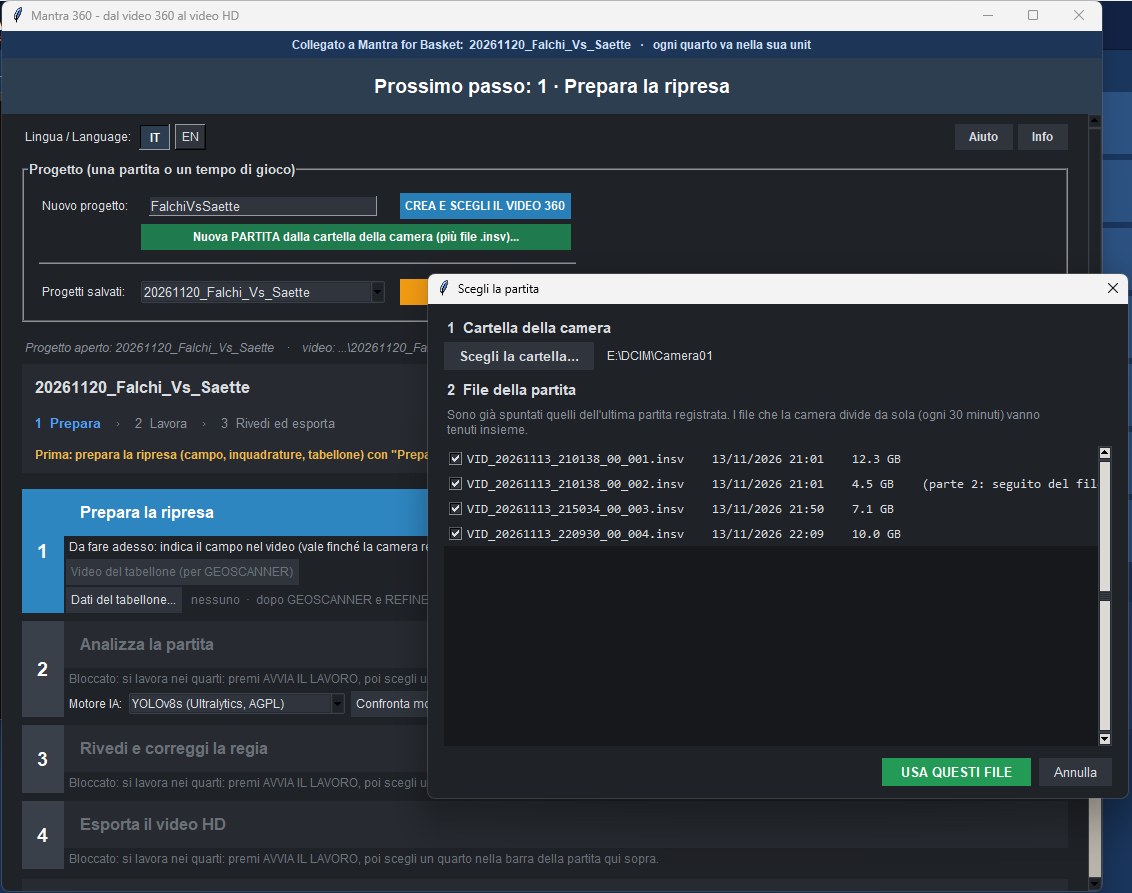 Mantra 360 - dal video 360 al video HD
Collegato a Mantra for Basket: 20261120_Falchi_Vs_Saette · ogni quarto va nella sua unit
Prossimo passo: 1 · Prepara la ripresa
Lingua / Language: IT EN Aiuto Info
Progetto (una partita o un tempo di gioco)
Nuovo progetto: FalchiVsSaette CREA E SCEGLI IL VIDEO 360
Nuova PARTITA dalla cartella della camera (più file .insv)...
Progetti salvati: 20261120_Falchi_Vs_Saette
Progetto aperto: 20261120_Falchi_Vs_Saette · video: ...\20261120_Fa
20261120_Falchi_Vs_Saette
1 Prepara › 2 Lavora › 3 Rivedi ed esporta
Prima: prepara la ripresa (campo, inquadrature, tabellone) con "Prepa
1 Prepara la ripresa
Da fare adesso: indica il campo nel video (vale finché la camera re
Video del tabellone (per GEOSCANNER)
Dati del tabellone... nessuno · dopo GEOSCANNER e REFINE
2 Analizza la partita
Bloccato: si lavora nei quarti: premi AVVIA IL LAVORO, poi scegli u
Motore IA: YOLOv8s (Ultralytics, AGPL) Confronta mo
3 Rivedi e correggi la regia
Bloccato: si lavora nei quarti: premi AVVIA IL LAVORO, poi scegli u
4 Esporta il video HD
Bloccato: si lavora nei quarti: premi AVVIA IL LAVORO, poi scegli un quarto nella barra della partita qui sopra.
Scegli la partita
1 Cartella della camera
Scegli la cartella... E:\DCIM\Camera01
2 File della partita
Sono già spuntati quelli dell'ultima partita registrata. I file che la camera divide da sola (ogni 30 minuti) vanno
tenuti insieme.
VID_20261113_210138_00_001.insv 13/11/2026 21:01 12.3 GB
VID_20261113_210138_00_002.insv 13/11/2026 21:01 4.5 GB (parte 2: seguito del fil
VID_20261113_215034_00_003.insv 13/11/2026 21:50 7.1 GB
VID_20261113_220930_00_004.insv 13/11/2026 22:09 10.0 GB
USA QUESTI FILE Annulla